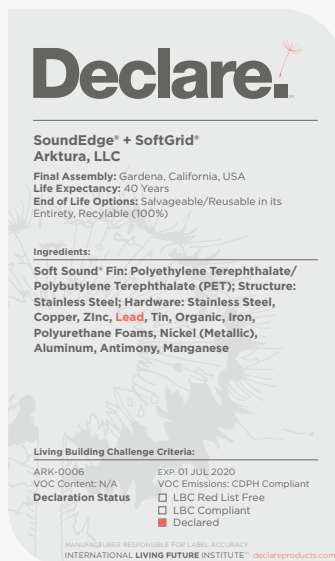 Declare.
SoundEdge® + SoftGrid®
Arktura, LLC
Final Assembly: Gardena, California, USA
Life Expectancy: 40 Years
End of Life Options: Salvageable/Reusable in its
Entirety, Recylable (100%)
Ingredients:
Soft Sound® Fin: Polyethylene Terephthalate/
Polybutylene Terephthalate (PET); Structure:
Stainless Steel; Hardware: Stainless Steel,
Copper, ZInc, Lead, Tin, Organic, Iron,
Polyurethane Foams, Nickel (Metallic),
Aluminum, Antimony, Manganese
Living Building Challenge Criteria:
ARK-0006 EXP. 01 JUL 2020
VOC Content: N/A VOC Emissions: CDPH Compliant
Declaration Status LBC Red List Free
LBC Compliant
Declared
MANUFACTURER RESPONSIBLE FOR LABEL ACCURACY
INTERNATIONAL LIVING FUTURE INSTITUTE™ declareproducts.com